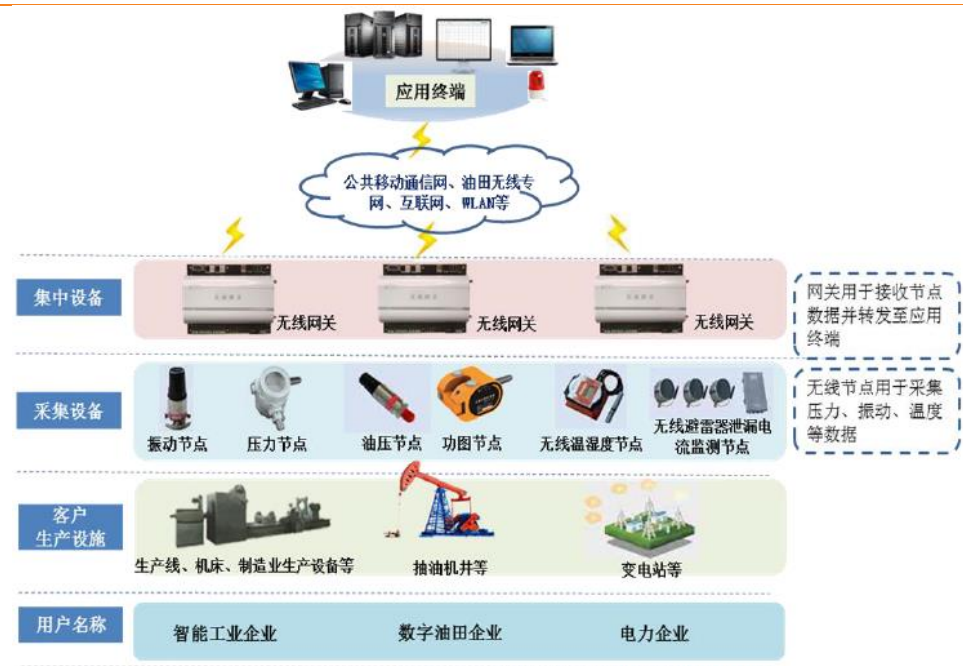 应用终端
公共移动通信网、油田无线专
网、互联网、WLAN等
集中设备
无线网关
无线网关
无线网关
网关用于接收节点
数据并转发至应用
终端
采集设备
振动节点
压力节点
油压节点
功图节点
无线温湿度节点
无线避雷器泄漏电
流监测节点
无线节点用于采集
压力、振动、温度
等数据
客户
生产设施
生产线、机床、制造业生产设备等
抽油机井等
变电站等
用户名称
智能工业企业
数字油田企业
电力企业